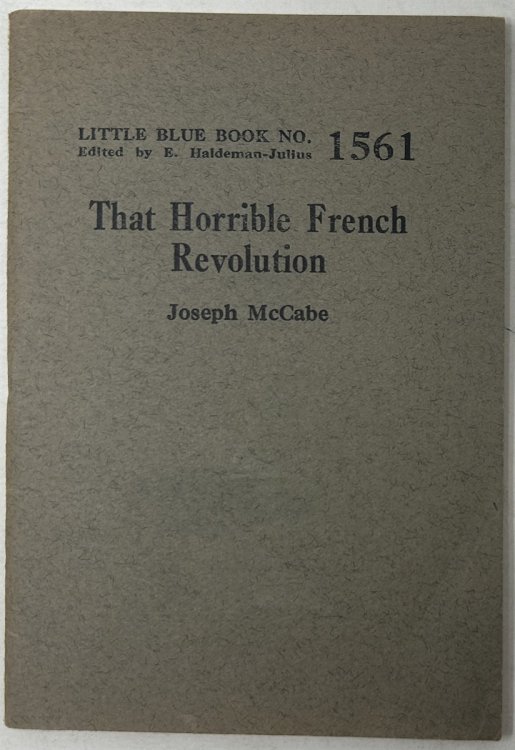 LITTLE BLUE BOOK NO. 1561
Edited by E. Haldeman-Julius
That Horrible French
Revolution
Joseph McCabe